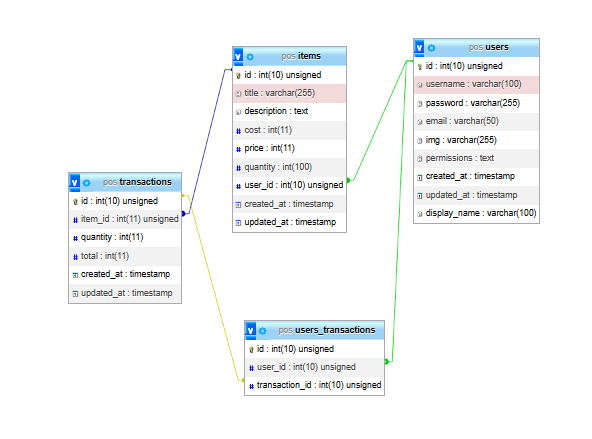 pos items
id : int(10) unsigned
title : varchar(255)
description : text
cost : int(11)
price : int(11)
quantity : int(100)
user_id : int(10) unsigned
created_at : timestamp
updated_at : timestamp
pos users
id : int(10) unsigned
username : varchar(100)
password : varchar(255)
email : varchar(50)
img : varchar(255)
permissions : text
created_at : timestamp
updated_at : timestamp
display_name : varchar(100)
pos transactions
id : int(10) unsigned
item_id : int(11) unsigned
quantity : int(11)
total : int(11)
created_at : timestamp
updated_at : timestamp
pos users_transactions
id : int(10) unsigned
user_id : int(10) unsigned
transaction_id : int(10) unsigned